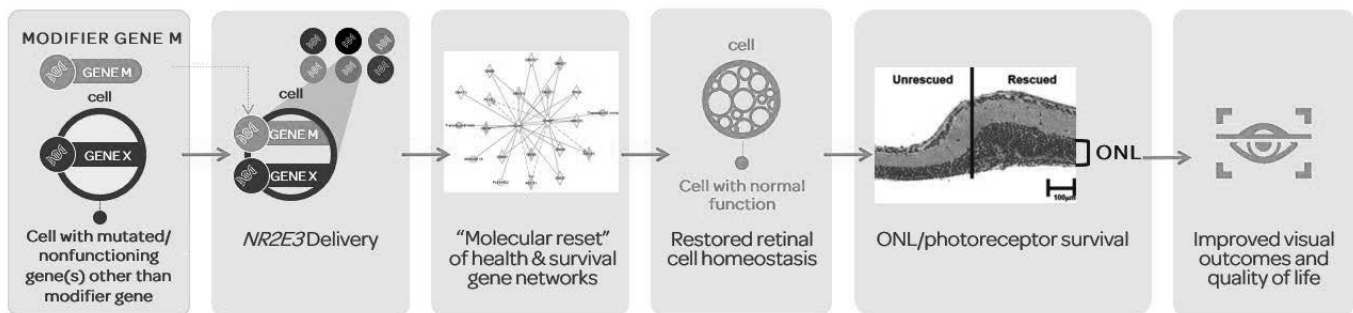 MODIFIER GENE M
GENE M
cell
GENE X
Cell with mutated/
nonfunctioning
gene(s) other than
modifier gene
cell
GENE M
GENE X
NR2E3 Delivery
“Molecular reset”
of health & survival
gene networks
cell
Cell with normal
function
Restored retinal
cell homeostasis
Unrescued
Rescued
ONL
100µm
ONL/photoreceptor survival
Improved visual
outcomes and
quality of life